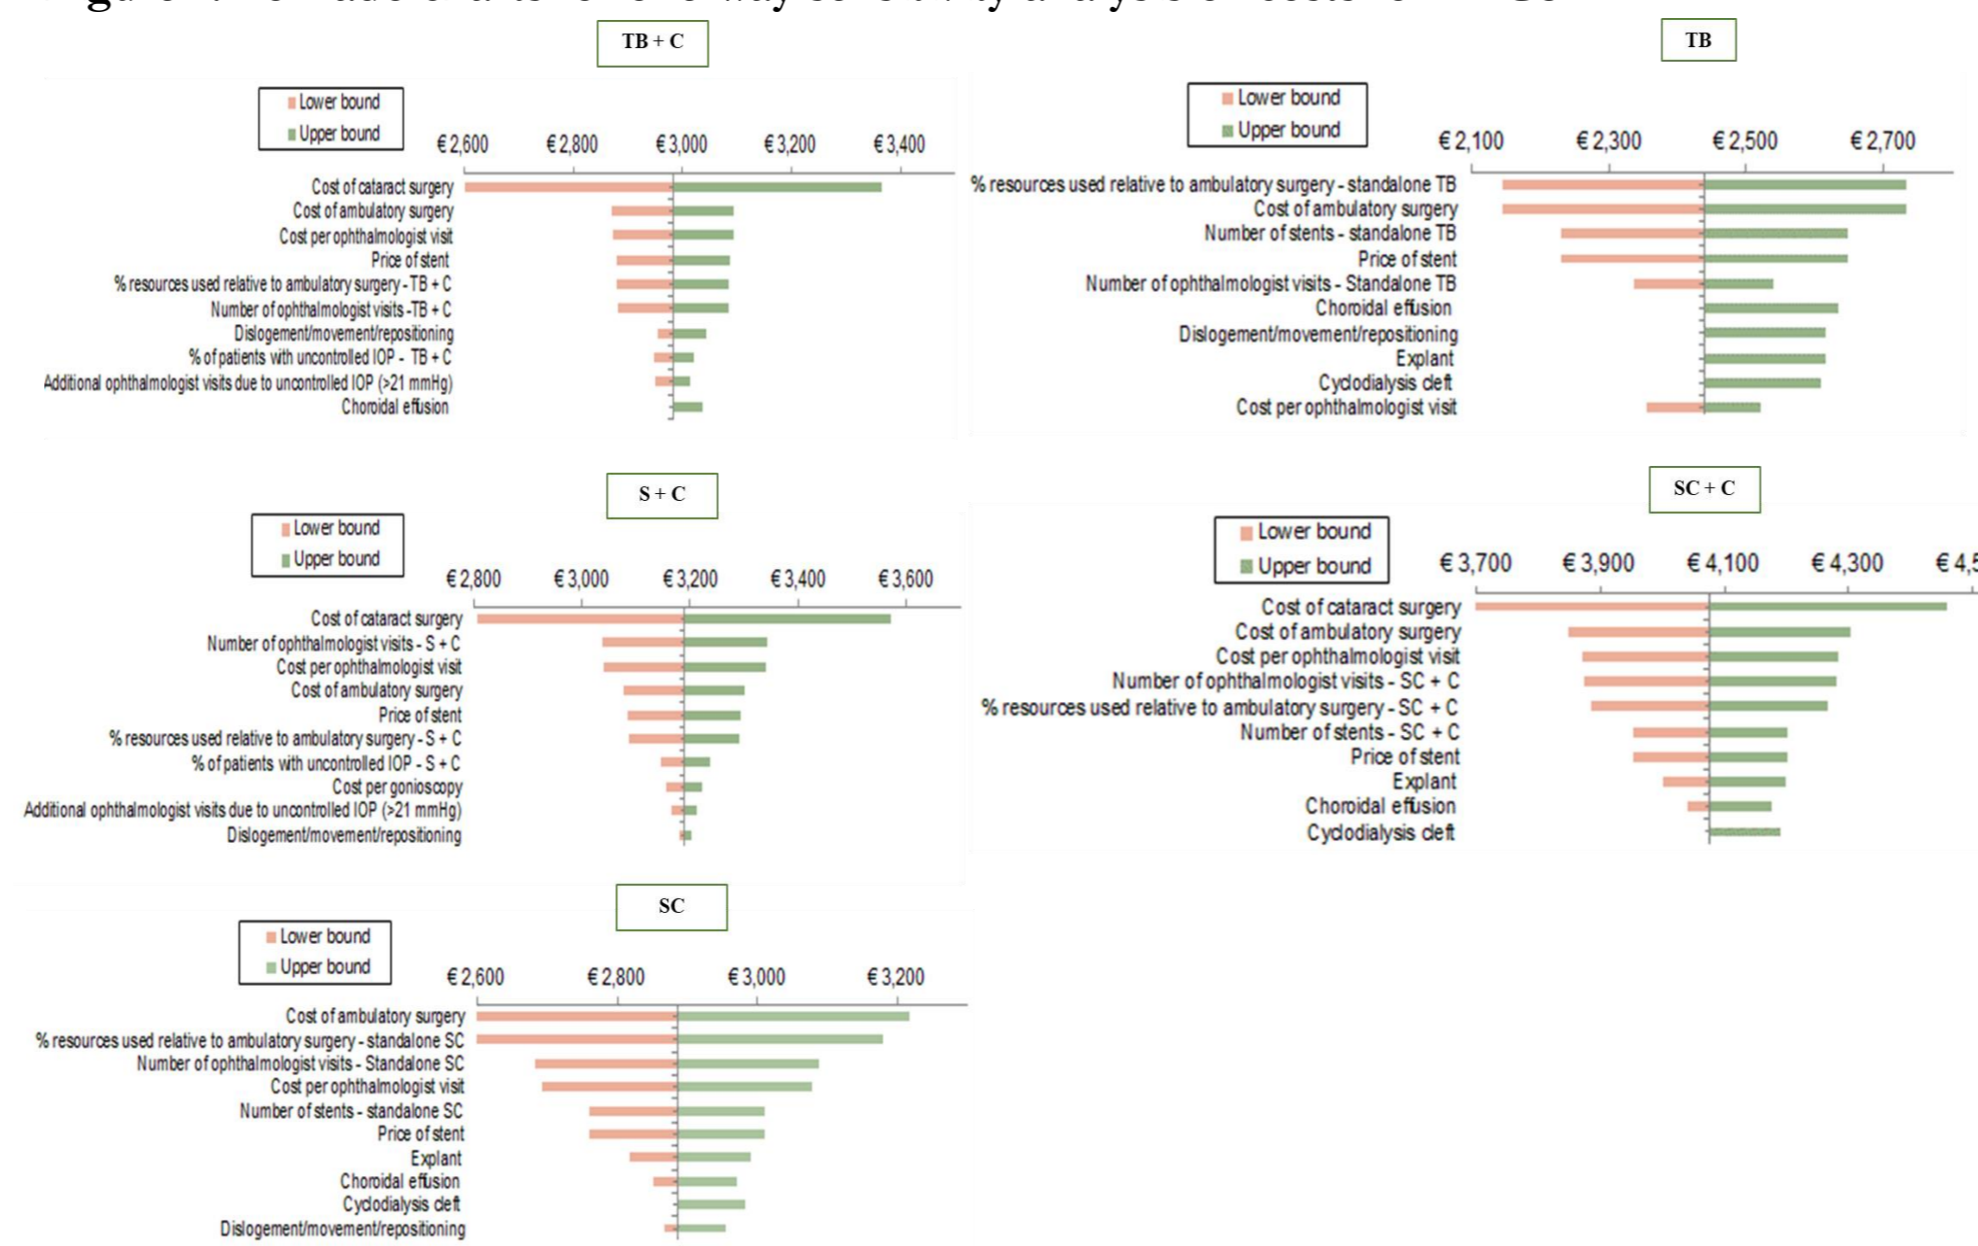 TB + C
Lower bound
Upper bound
€ 2,600 € 2,800 € 3,000 € 3,200 € 3,400
Cost of cataract surgery
Cost of ambulatory surgery
Cost per ophthalmologist visit
Price of stent
% resources used relative to ambulatory surgery - TB + C
Number of ophthalmologist visits -TB + C
Dislogement/movement/repositioning
% of patients with uncontrolled IOP - TB + C
Additional ophthalmologist visits due to uncontrolled IOP (>21 mmHg)
Choroidal effusion
TB
Lower bound
Upper bound
€ 2,100 € 2,300 € 2,500 € 2,700
% resources used relative to ambulatory surgery - standalone TB
Cost of ambulatory surgery
Number of stents - standalone TB
Price of stent
Number of ophthalmologist visits - Standalone TB
Choroidal effusion
Dislogement/movement/repositioning
Explant
Cyclodialysis cleft
Cost per ophthalmologist visit
S + C
Lower bound
Upper bound
€ 2,800 € 3,000 € 3,200 € 3,400 € 3,600
Cost of cataract surgery
Number of ophthalmologist visits - S + C
Cost per ophthalmologist visit
Cost of ambulatory surgery
Price of stent
% resources used relative to ambulatory surgery - S + C
% of patients with uncontrolled IOP - S + C
Cost per gonioscopy
Additional ophthalmologist visits due to uncontrolled IOP (>21 mmHg)
Dislogement/movement/repositioning
SC + C
Lower bound
Upper bound
€ 3,700 € 3,900 € 4,100 € 4,300
Cost of cataract surgery
Cost of ambulatory surgery
Cost per ophthalmologist visit
Number of ophthalmologist visits - SC + C
% resources used relative to ambulatory surgery - SC + C
Number of stents - SC + C
Price of stent
Explant
Choroidal effusion
Cyclodialysis cleft
SC
Lower bound
Upper bound
€ 2,600 € 2,800 € 3,000 € 3,200
Cost of ambulatory surgery
% resources used relative to ambulatory surgery - standalone SC
Number of ophthalmologist visits - Standalone SC
Cost per ophthalmologist visit
Number of stents - standalone SC
Price of stent
Explant
Choroidal effusion
Cyclodialysis cleft
Dislogement/movement/repositioning